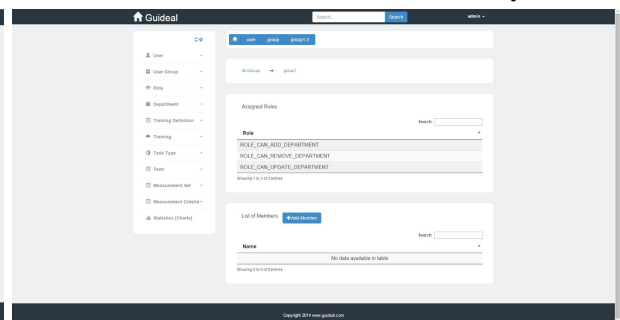 Guideal
Search...
Search
admin
user group group1 0
User
User Group
Role
Department
Training Definition
Training
Task Type
Term
Measurement Set
Measurement Criteria
Statistics (Charts)
All Groups group1
Assigned Roles
Search:
Role
ROLE_CAN_ADD_DEPARTMENT
ROLE_CAN_REMOVE_DEPARTMENT
ROLE_CAN_UPDATE_DEPARTMENT
Showing 1 to 3 of 3 entries
List of Members
+Add Member
Search:
Name
No data available in table
Showing 0 to 0 of 0 entries
Copyright 2014 www.guideal.com